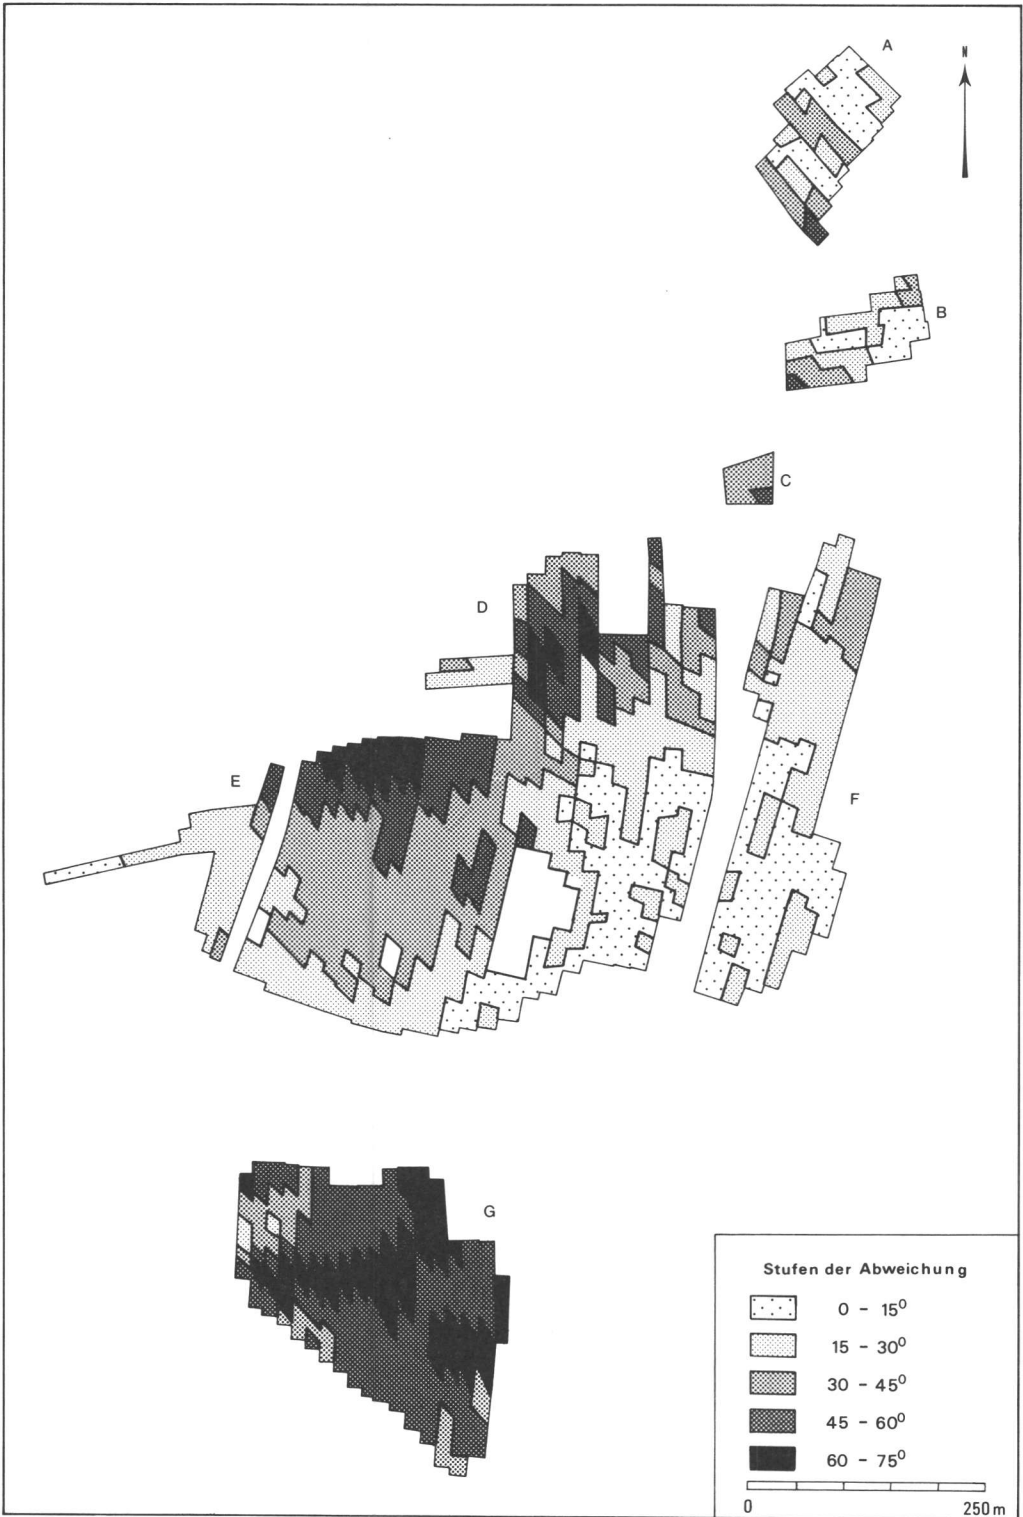 A
N
B
C
D
E
F
G
Stufen der Abweichung
0 – 15⁰
15 – 30⁰
30 – 45⁰
45 – 60⁰
60 – 75⁰
0 250 m